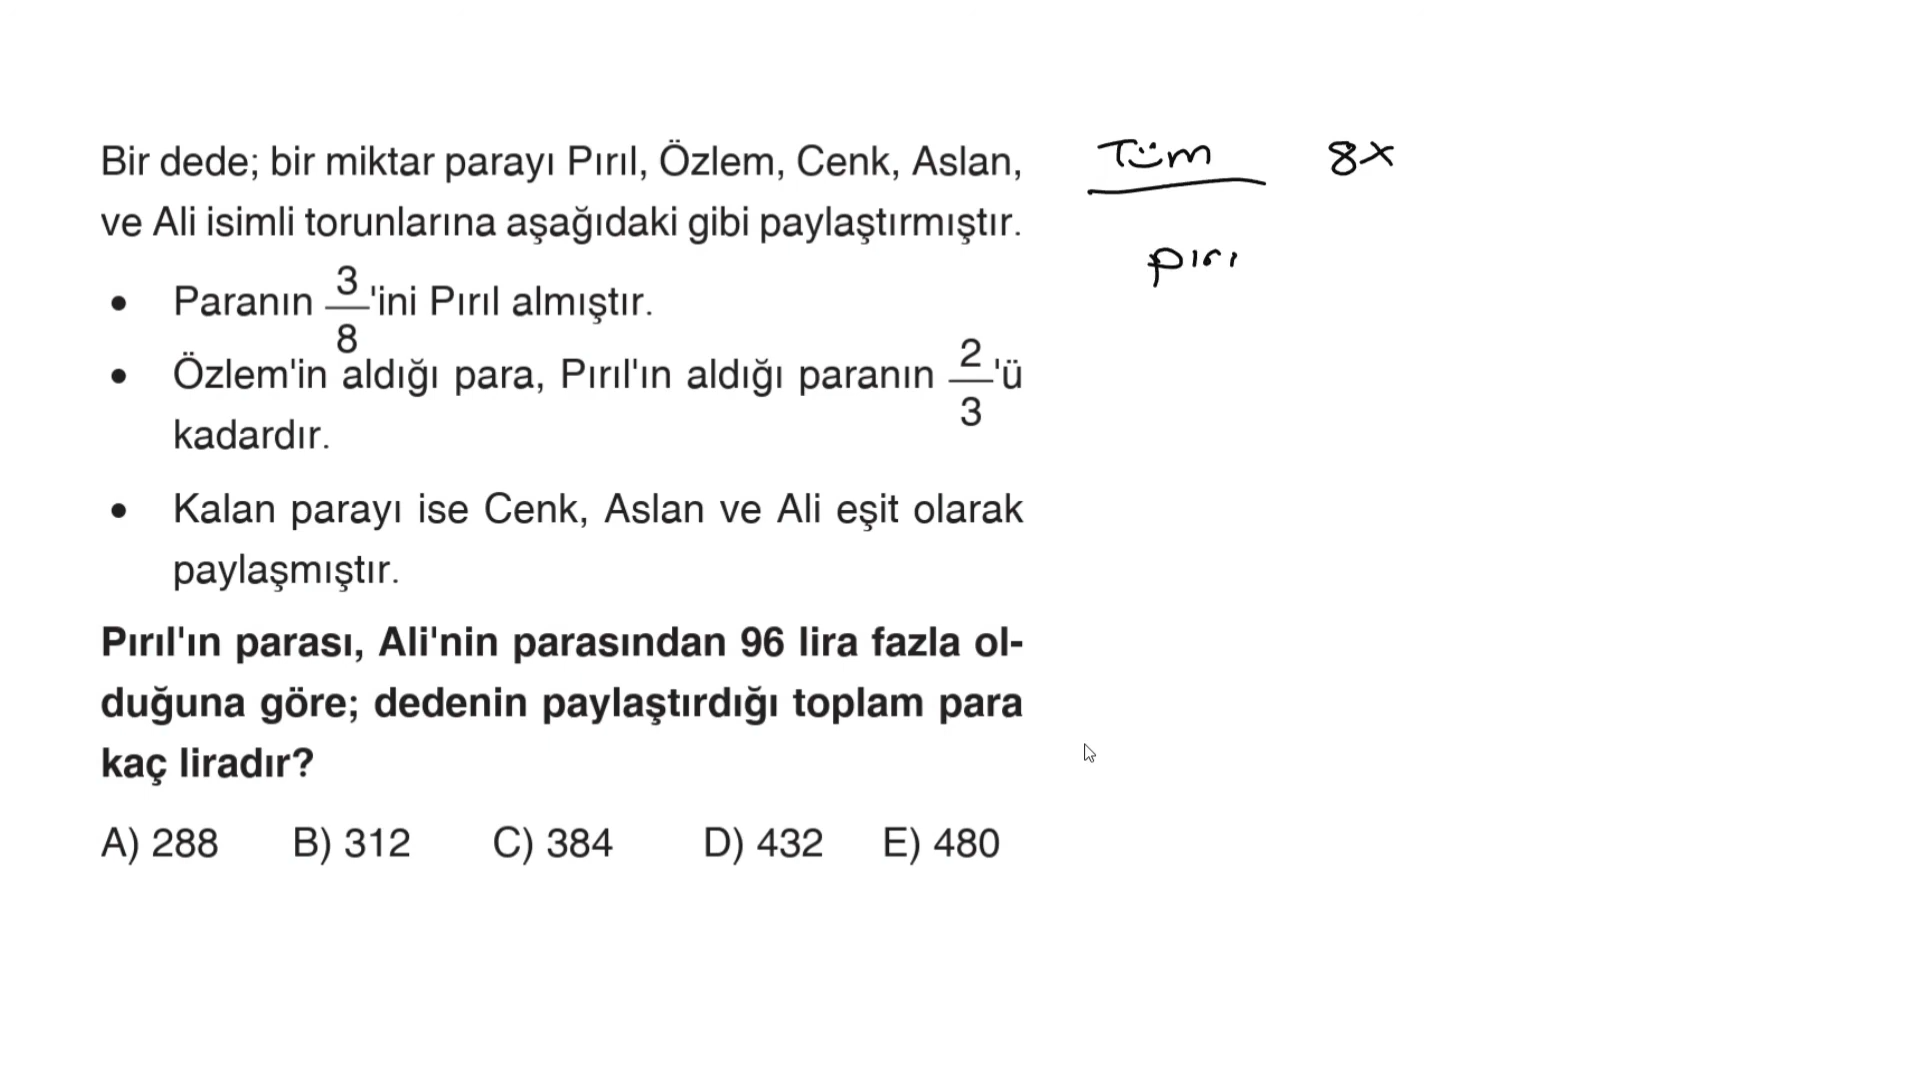 Bir dede; bir miktar parayı Pırıl, Özlem, Cenk, Aslan,
ve Ali isimli torunlarına aşağıdaki gibi paylaştırmıştır.
• Paranın 3/8'ini Pırıl almıştır.
• Özlem'in aldığı para, Pırıl'ın aldığı paranın 2/3'ü
kadardır.
• Kalan parayı ise Cenk, Aslan ve Ali eşit olarak
paylaşmıştır.
Pırıl'ın parası, Ali'nin parasından 96 lira fazla ol-
duğuna göre; dedenin paylaştırdığı toplam para
kaç liradır?
A) 288 B) 312 C) 384 D) 432 E) 480
Tüm 8x
pırı